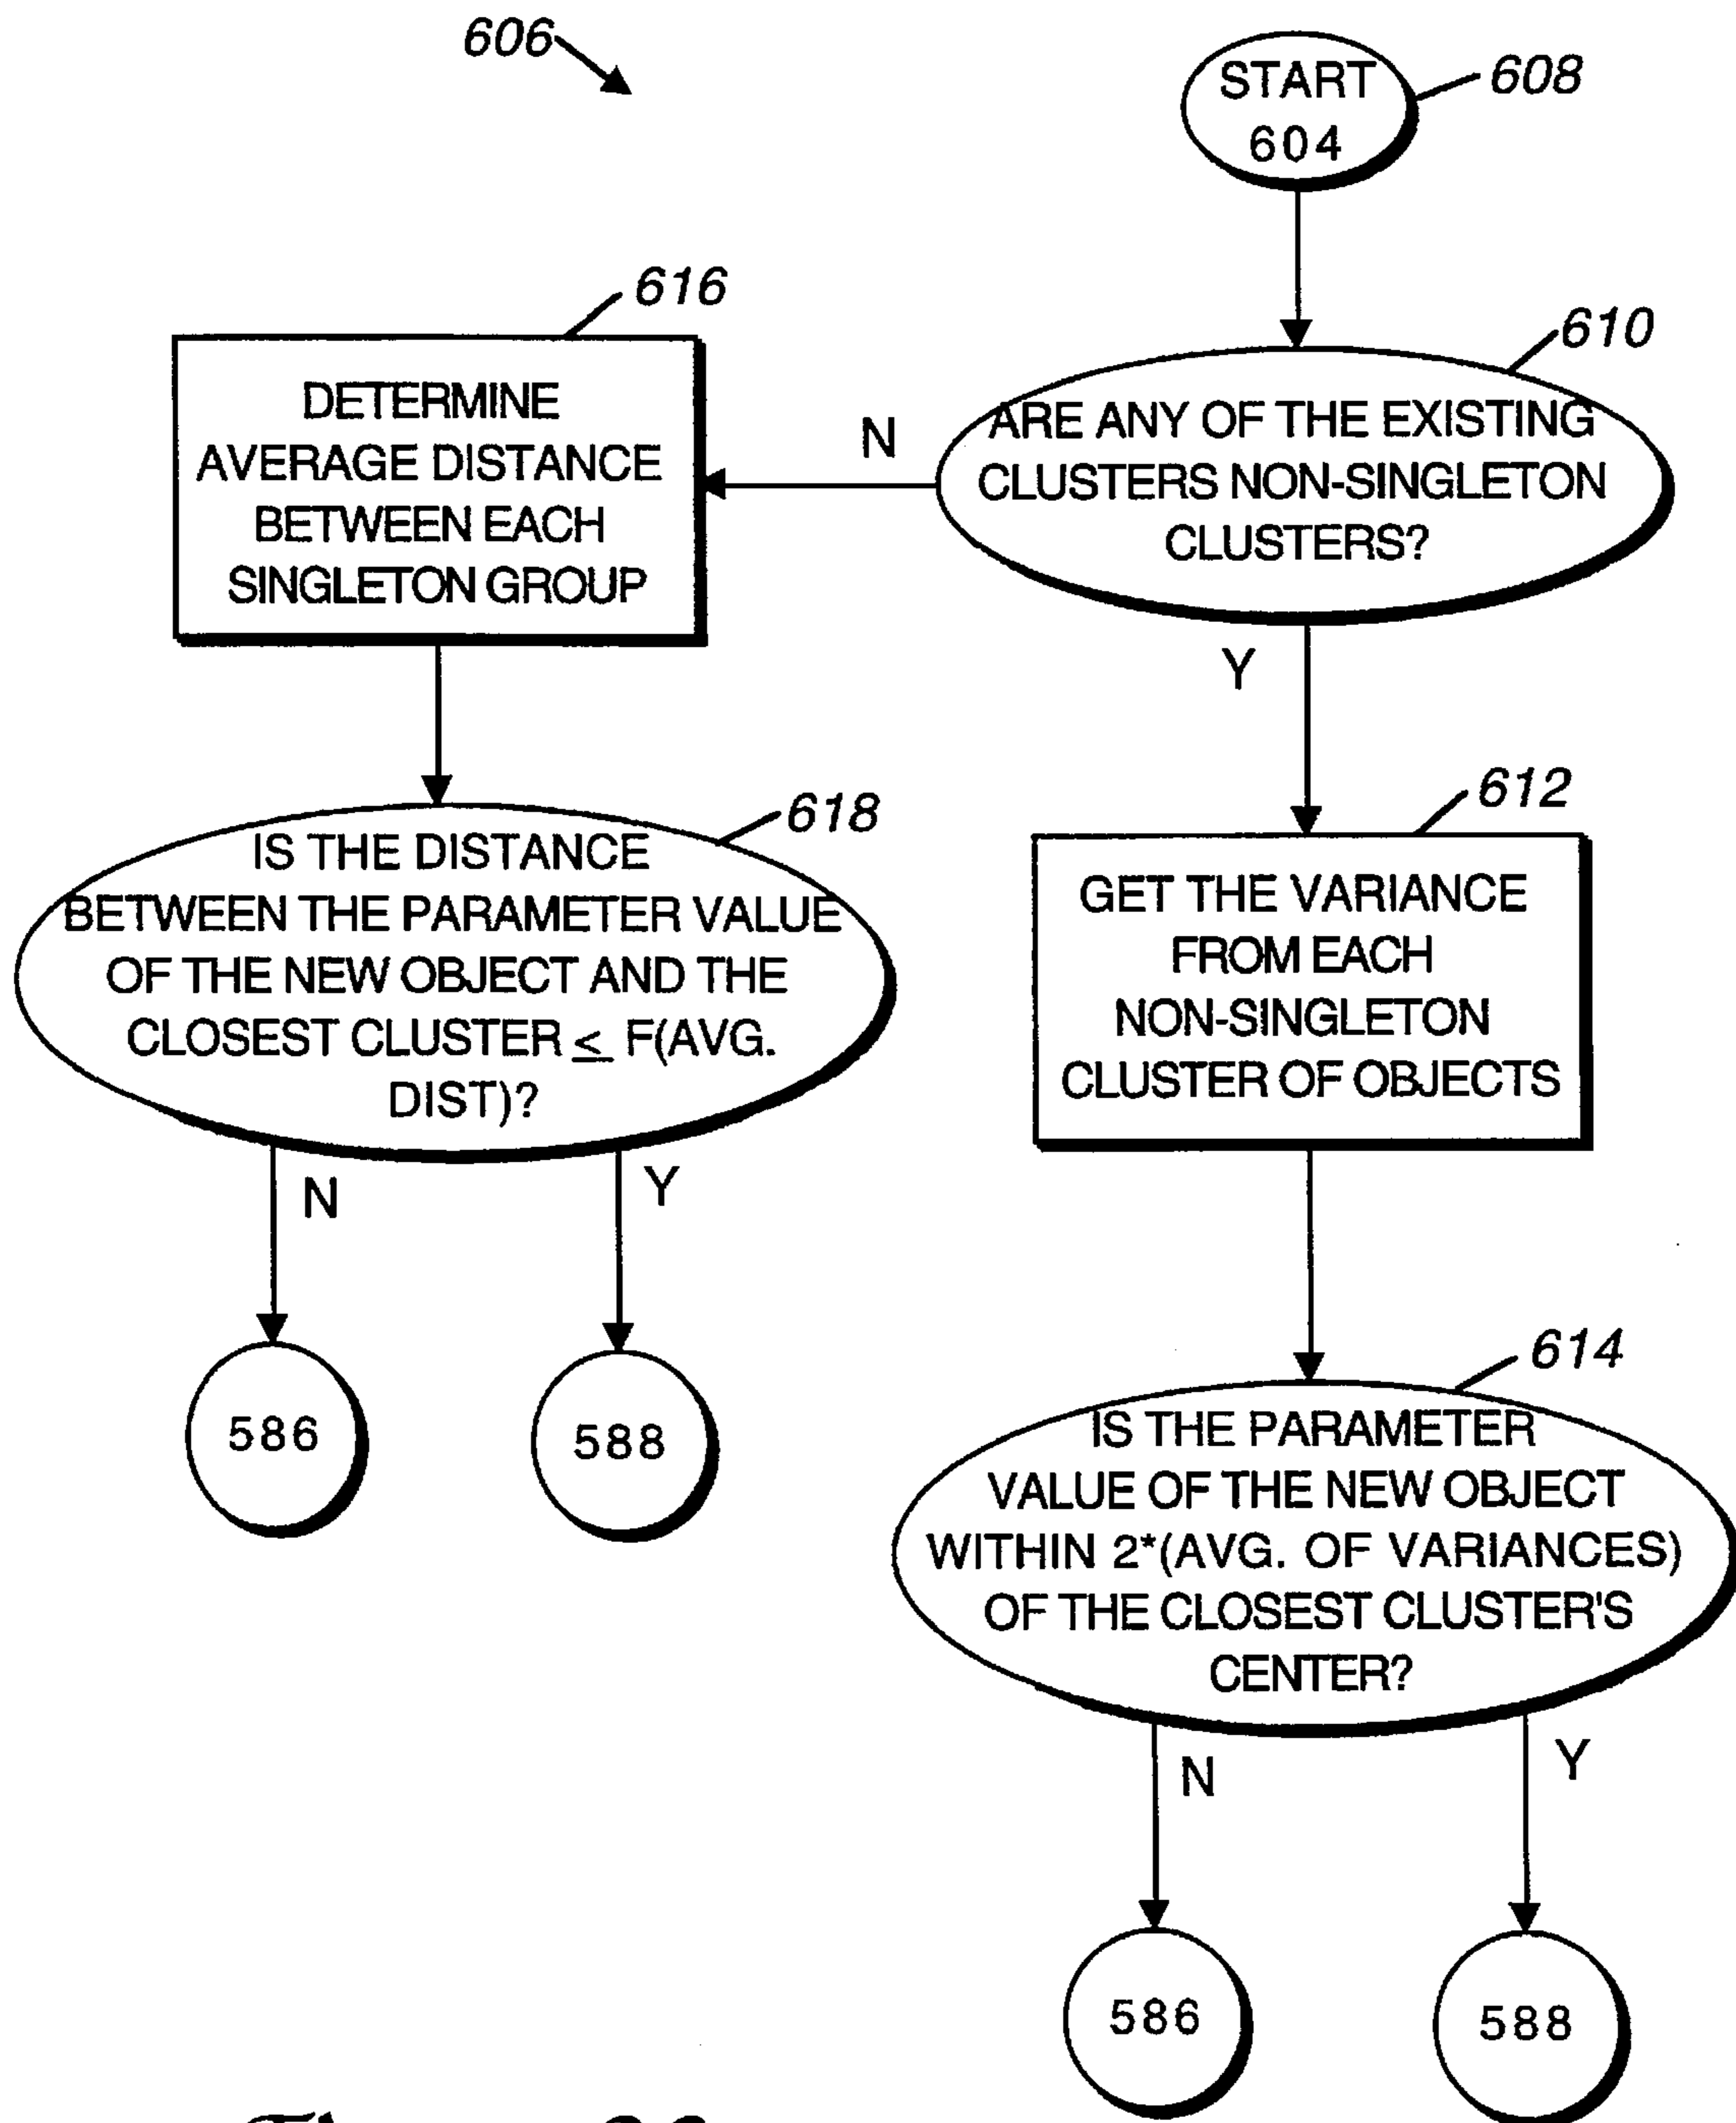 606
START
604
608
616
610
DETERMINE
AVERAGE DISTANCE
BETWEEN EACH
SINGLETON GROUP
N
ARE ANY OF THE EXISTING
CLUSTERS NON-SINGLETON
CLUSTERS?
Y
618
IS THE DISTANCE
BETWEEN THE PARAMETER VALUE
OF THE NEW OBJECT AND THE
CLOSEST CLUSTER ≤ F(AVG.
DIST)?
612
GET THE VARIANCE
FROM EACH
NON-SINGLETON
CLUSTER OF OBJECTS
N
Y
586
588
614
IS THE PARAMETER
VALUE OF THE NEW OBJECT
WITHIN 2*(AVG. OF VARIANCES)
OF THE CLOSEST CLUSTER'S
CENTER?
N
Y
586
588